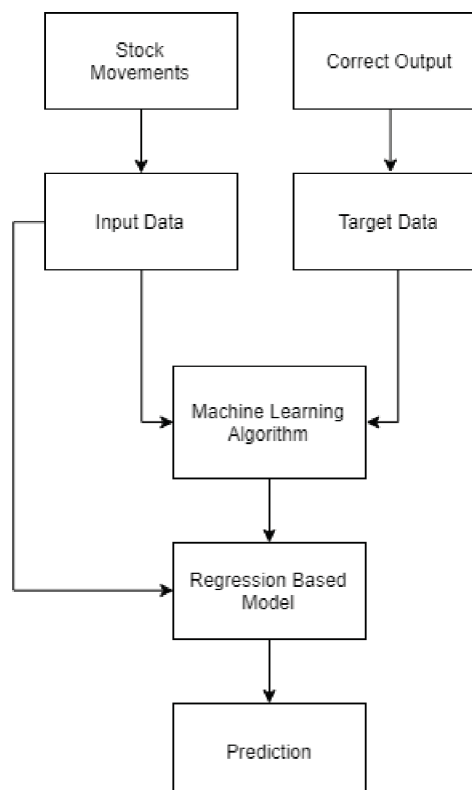 Stock
Movements
Correct Output
Input Data
Target Data
Machine Learning
Algorithm
Regression Based
Model
Prediction